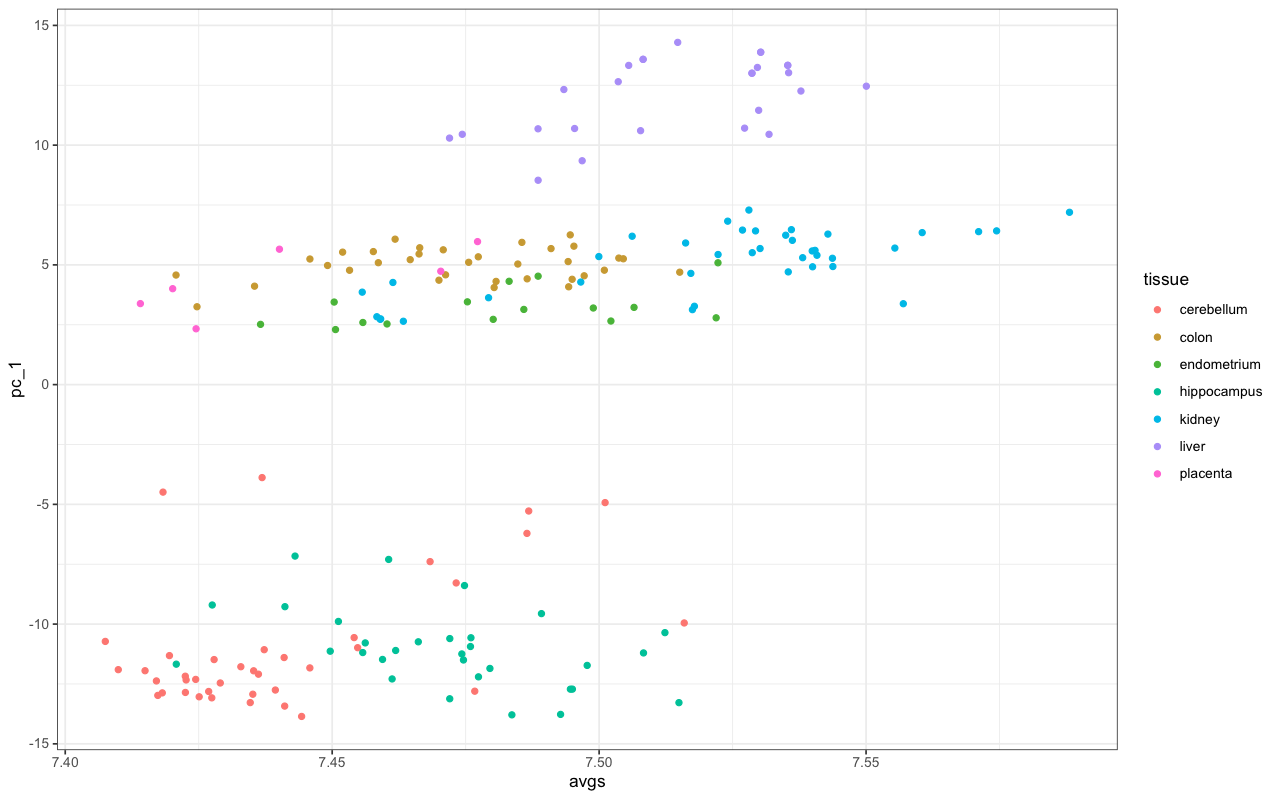 15
10
5
0
-5
-10
-15
pc_1
7.40
7.45
7.50
7.55
avgs
tissue
cerebellum
colon
endometrium
hippocampus
kidney
liver
placenta